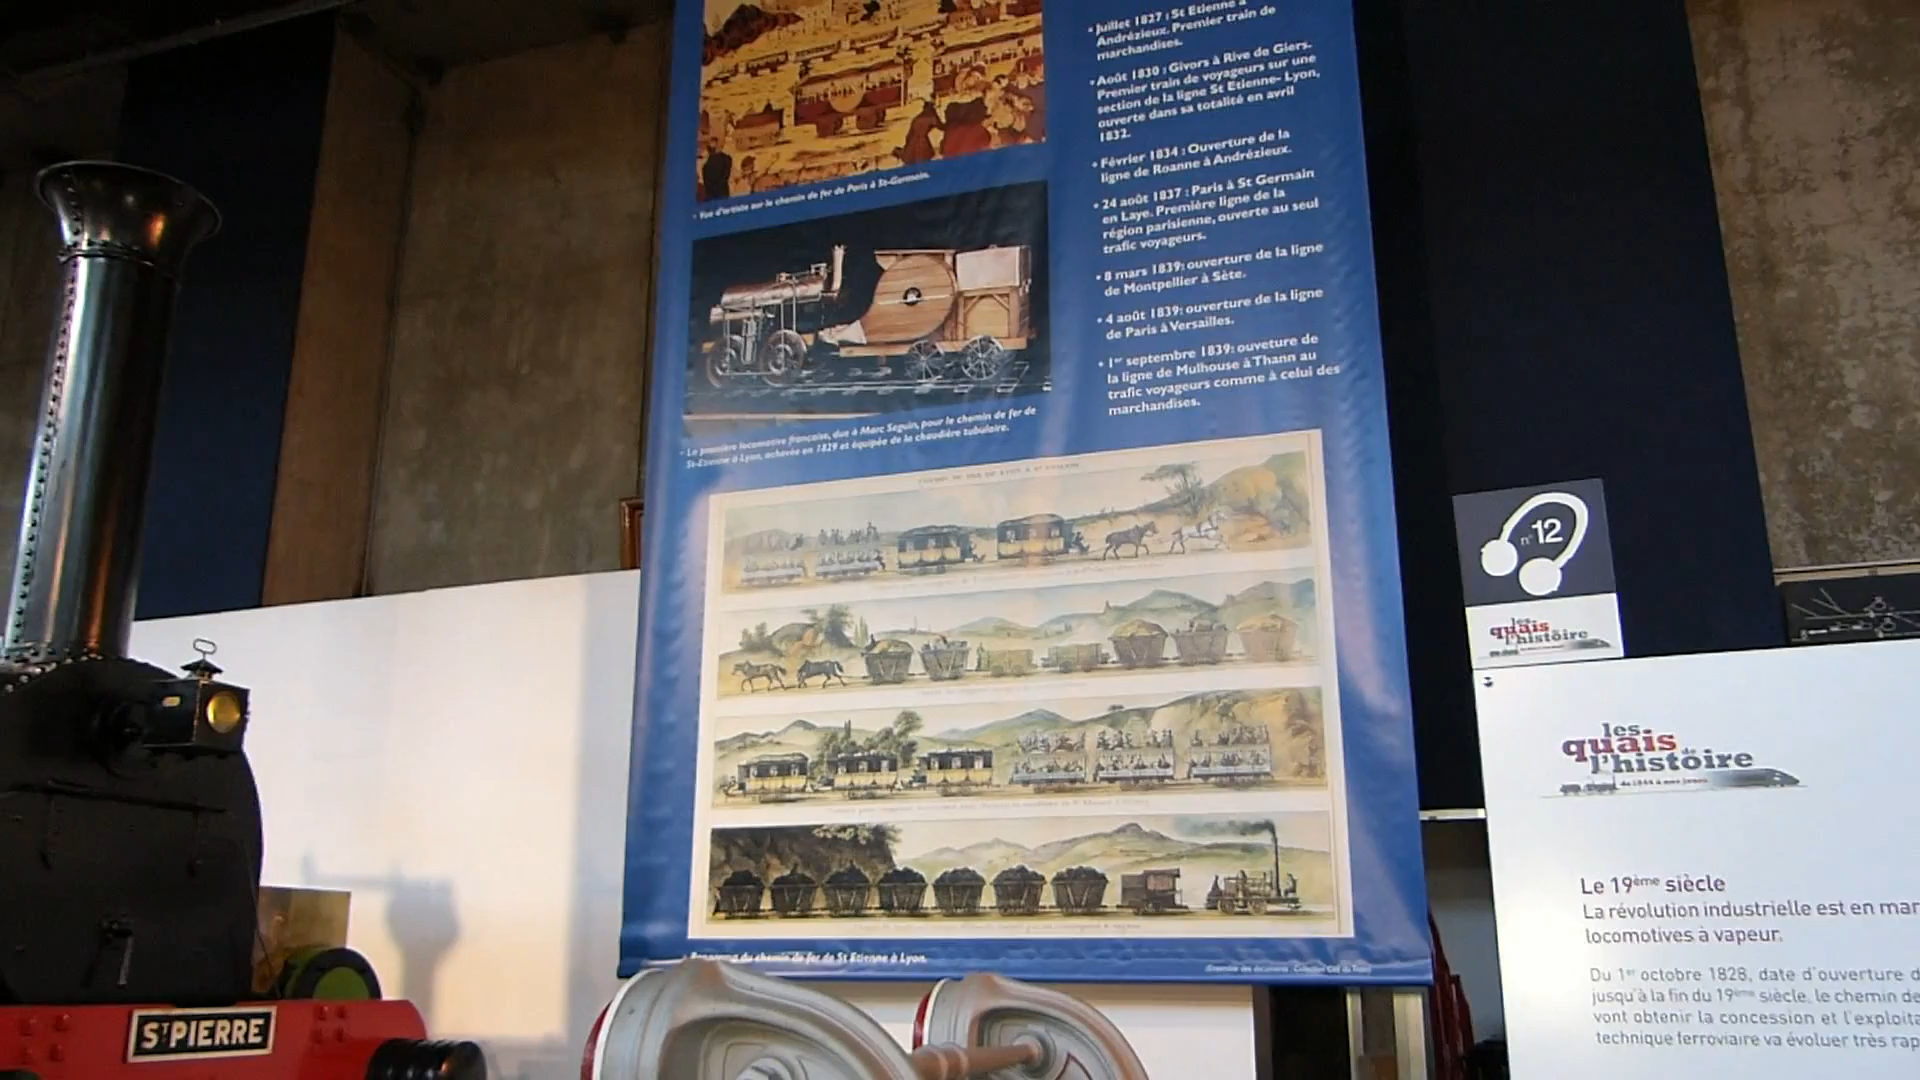 • Juillet 1827 : St Etienne à
Andrézieux. Premier train de
marchandises.
• Août 1830 : Givors à Rive de Giers.
Premier train de voyageurs sur une
section de la ligne St Etienne- Lyon,
ouverte dans sa totalité en avril
1832.
• Février 1834 : Ouverture de la
ligne de Roanne à Andrézieux.
• 24 août 1837 : Paris à St Germain
en Laye. Première ligne de la
région parisienne, ouverte au seul
trafic voyageurs.
• 8 mars 1839: ouverture de la ligne
de Montpellier à Sète.
• 4 août 1839: ouverture de la ligne
de Paris à Versailles.
• 1er septembre 1839: ouveture de
la ligne de Mulhouse à Thann au
trafic voyageurs comme à celui des
marchandises.
• Vue d'artiste sur le chemin de fer de Paris à St-Germain.
• La première locomotive française, due à Marc Seguin, pour le chemin de fer de
St-Etienne à Lyon, achevée en 1829 et équipée de la chaudière tubulaire.
• Panorama du chemin de fer de St Etienne à Lyon.
ST PIERRE
n° 12
les
quais de
l'histoire
les
quais de
l'histoire
de 1844 à nos jours
Le 19ème siècle
La révolution industrielle est en mar
locomotives à vapeur.
Du 1er octobre 1828, date d'ouverture d
jusqu'à la fin du 19ème siècle, le chemin de
vont obtenir la concession et l'exploita
technique ferroviaire va évoluer très rap